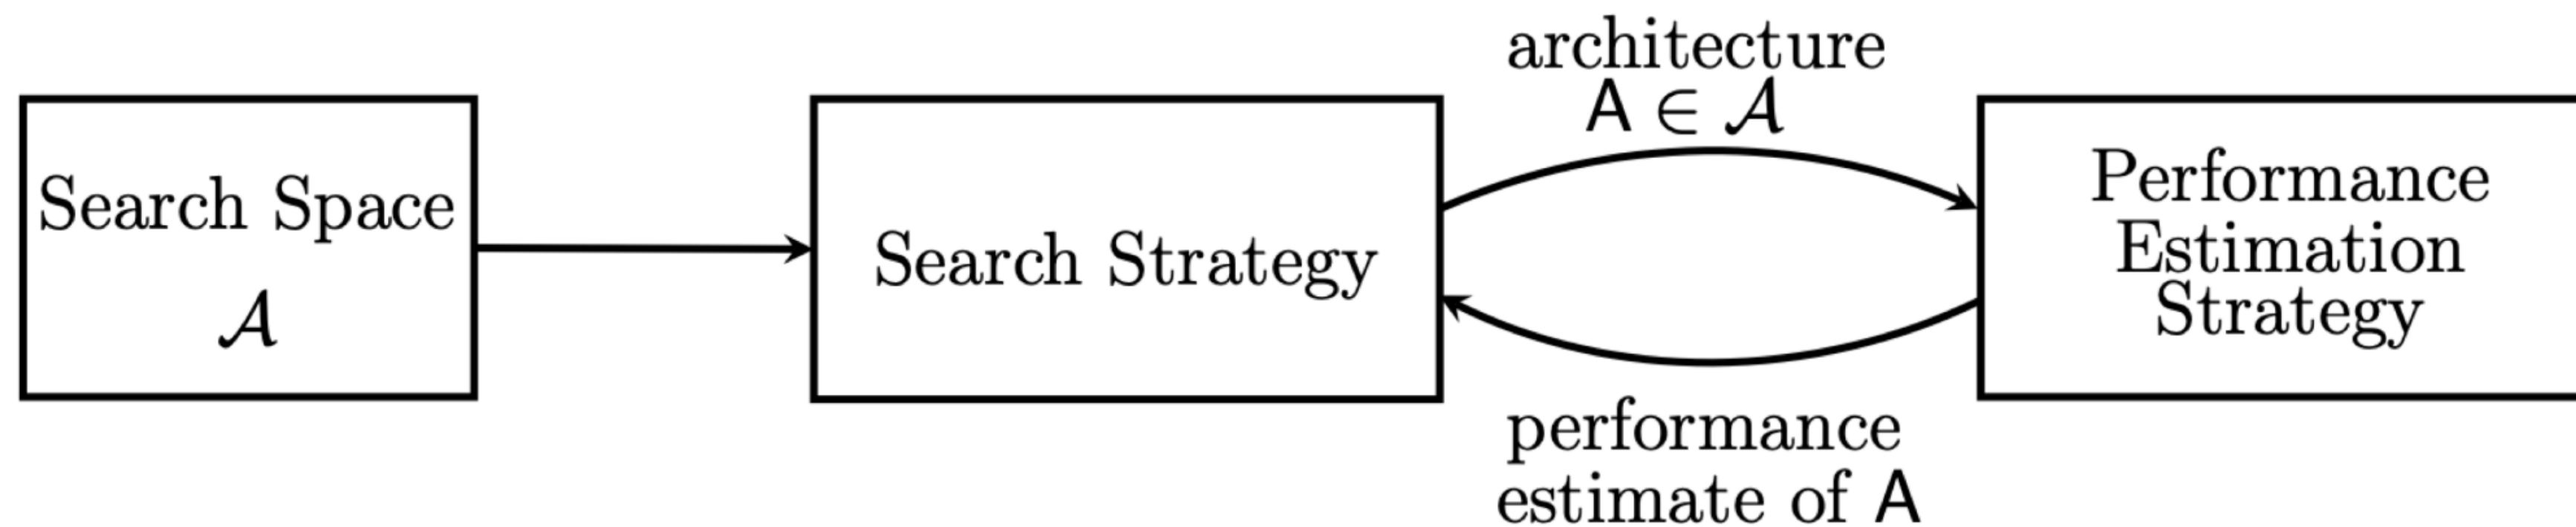 Search Space
𝒜
Search Strategy
architecture
A ∈ 𝒜
performance
estimate of A
Performance
Estimation
Strategy